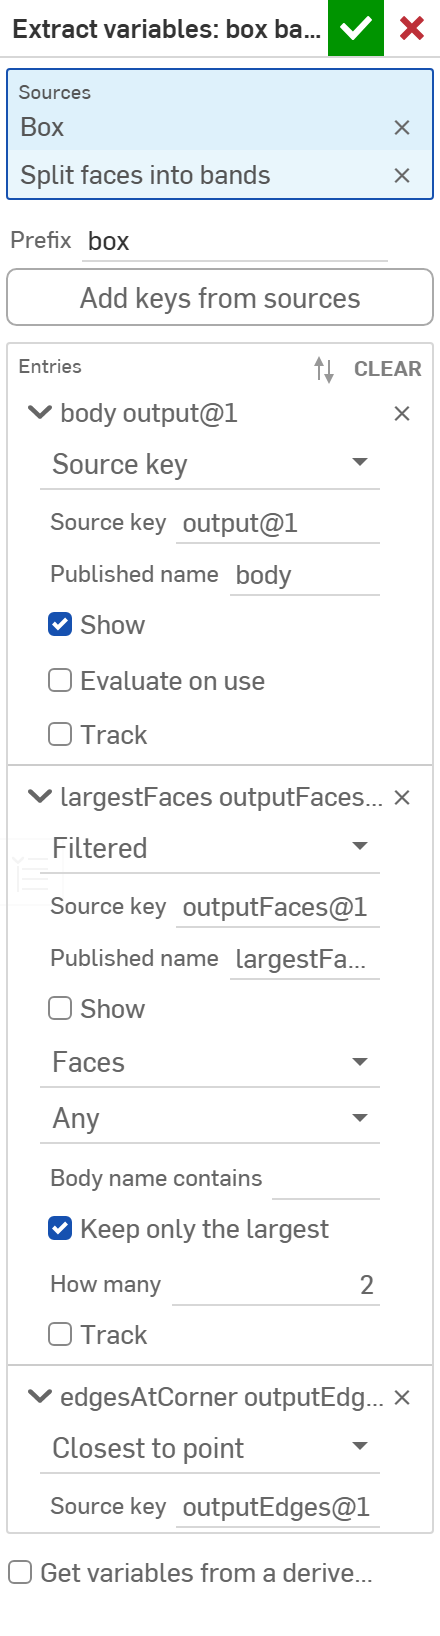 Extract variables: box ba...
Sources
Box
Split faces into bands
Prefix box
Add keys from sources
Entries CLEAR
body output@1
Source key
Source key output@1
Published name body
Show
Evaluate on use
Track
largestFaces outputFaces...
Filtered
Source key outputFaces@1
Published name largestFa...
Show
Faces
Any
Body name contains
Keep only the largest
How many 2
Track
edgesAtCorner outputEdg...
Closest to point
Source key outputEdges@1
Get variables from a derive...